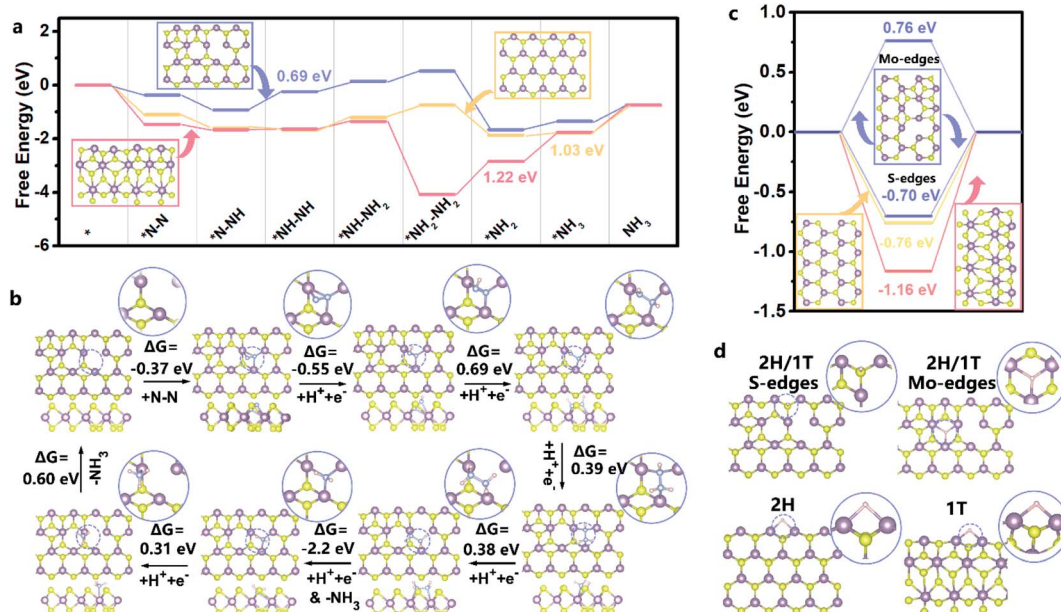 a
Free Energy (eV)
2
0
-2
-4
-6
0.69 eV
1.03 eV
1.22 eV
*
*N-N
*N-NH
*NH-NH
*NH-NH₂
*NH₂-NH₂
*NH₂
*NH₃
NH₃
c
Free Energy (eV)
1.0
0.5
0.0
-0.5
-1.0
-1.5
0.76 eV
Mo-edges
S-edges
-0.70 eV
-0.76 eV
-1.16 eV
b
ΔG=
-0.37 eV
+N-N
ΔG=
-0.55 eV
+H⁺+e⁻
ΔG=
0.69 eV
+H⁺+e⁻
ΔG=
0.39 eV
+H⁺+e⁻
ΔG=
0.38 eV
+H⁺+e⁻
ΔG=
-2.2 eV
+H⁺+e⁻
& -NH₃
ΔG=
0.31 eV
+H⁺+e⁻
ΔG=
0.60 eV
-NH₃
d
2H/1T
S-edges
2H/1T
Mo-edges
2H
1T